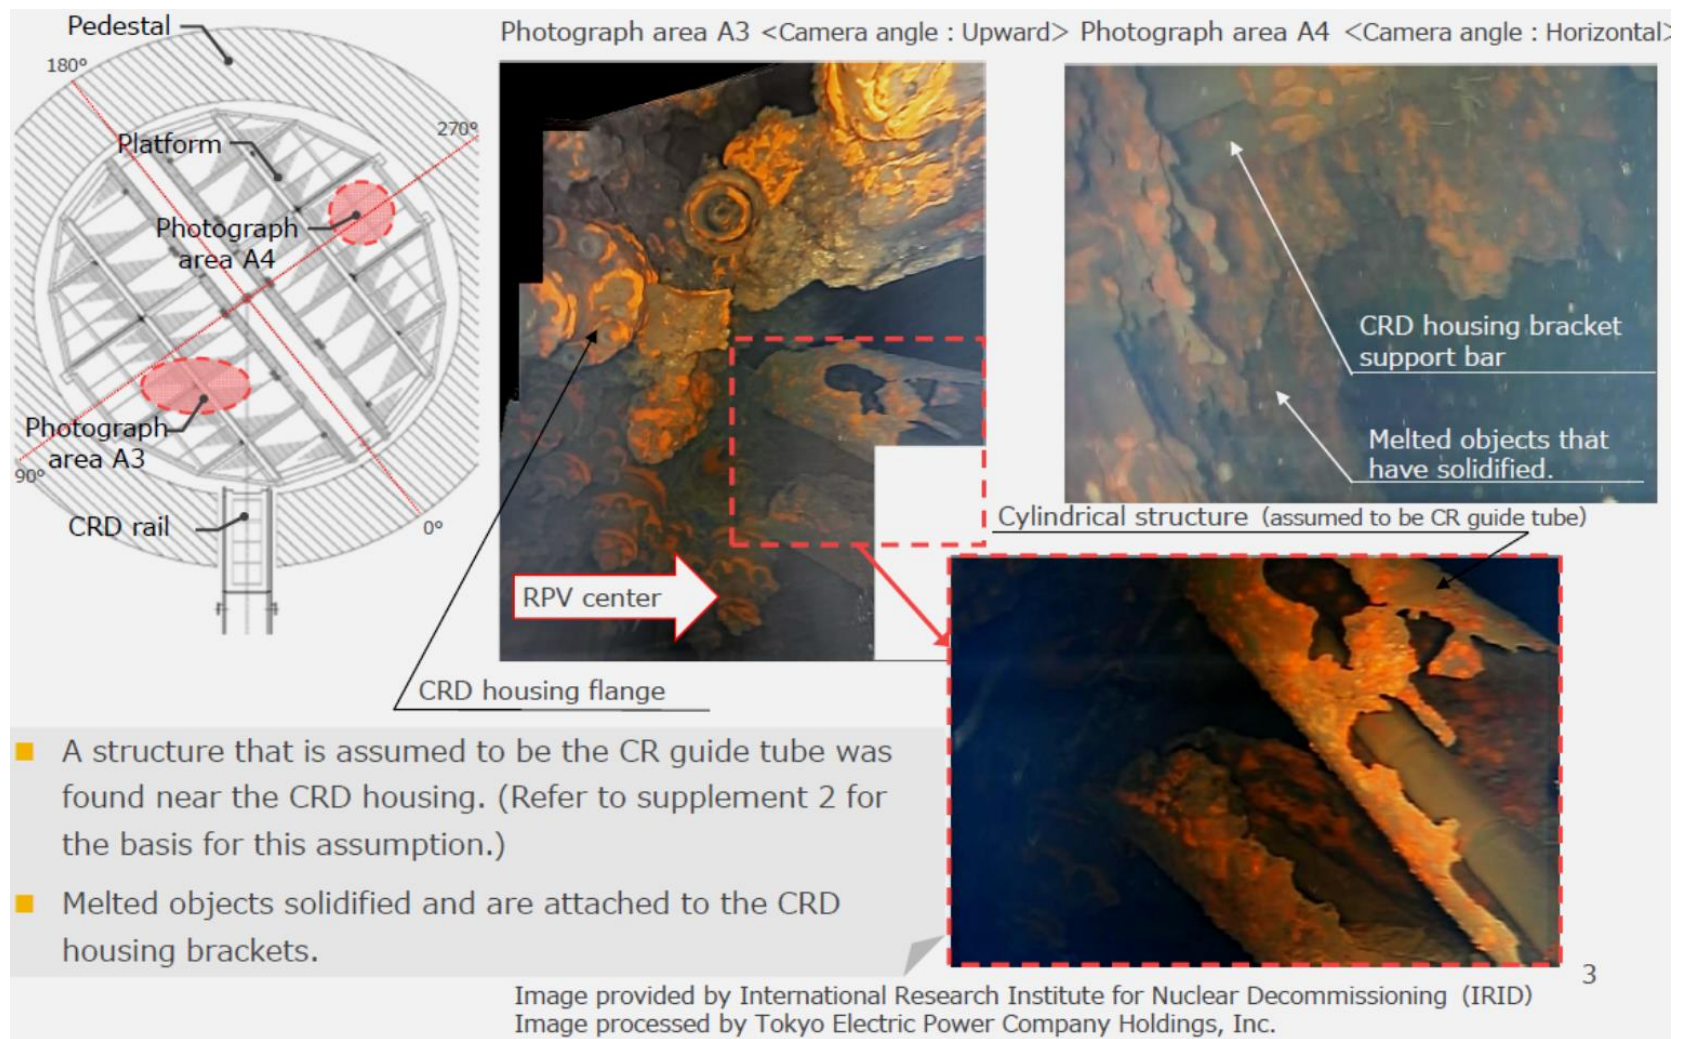 Pedestal
180°
270°
Platform
Photograph
area A4
Photograph
area A3
90°
CRD rail
0°
Photograph area A3 <Camera angle : Upward>
Photograph area A4 <Camera angle : Horizontal>
CRD housing bracket
support bar
Melted objects that
have solidified.
RPV center
CRD housing flange
Cylindrical structure (assumed to be CR guide tube)
■ A structure that is assumed to be the CR guide tube was
found near the CRD housing. (Refer to supplement 2 for
the basis for this assumption.)
■ Melted objects solidified and are attached to the CRD
housing brackets.
3
Image provided by International Research Institute for Nuclear Decommissioning (IRID)
Image processed by Tokyo Electric Power Company Holdings, Inc.